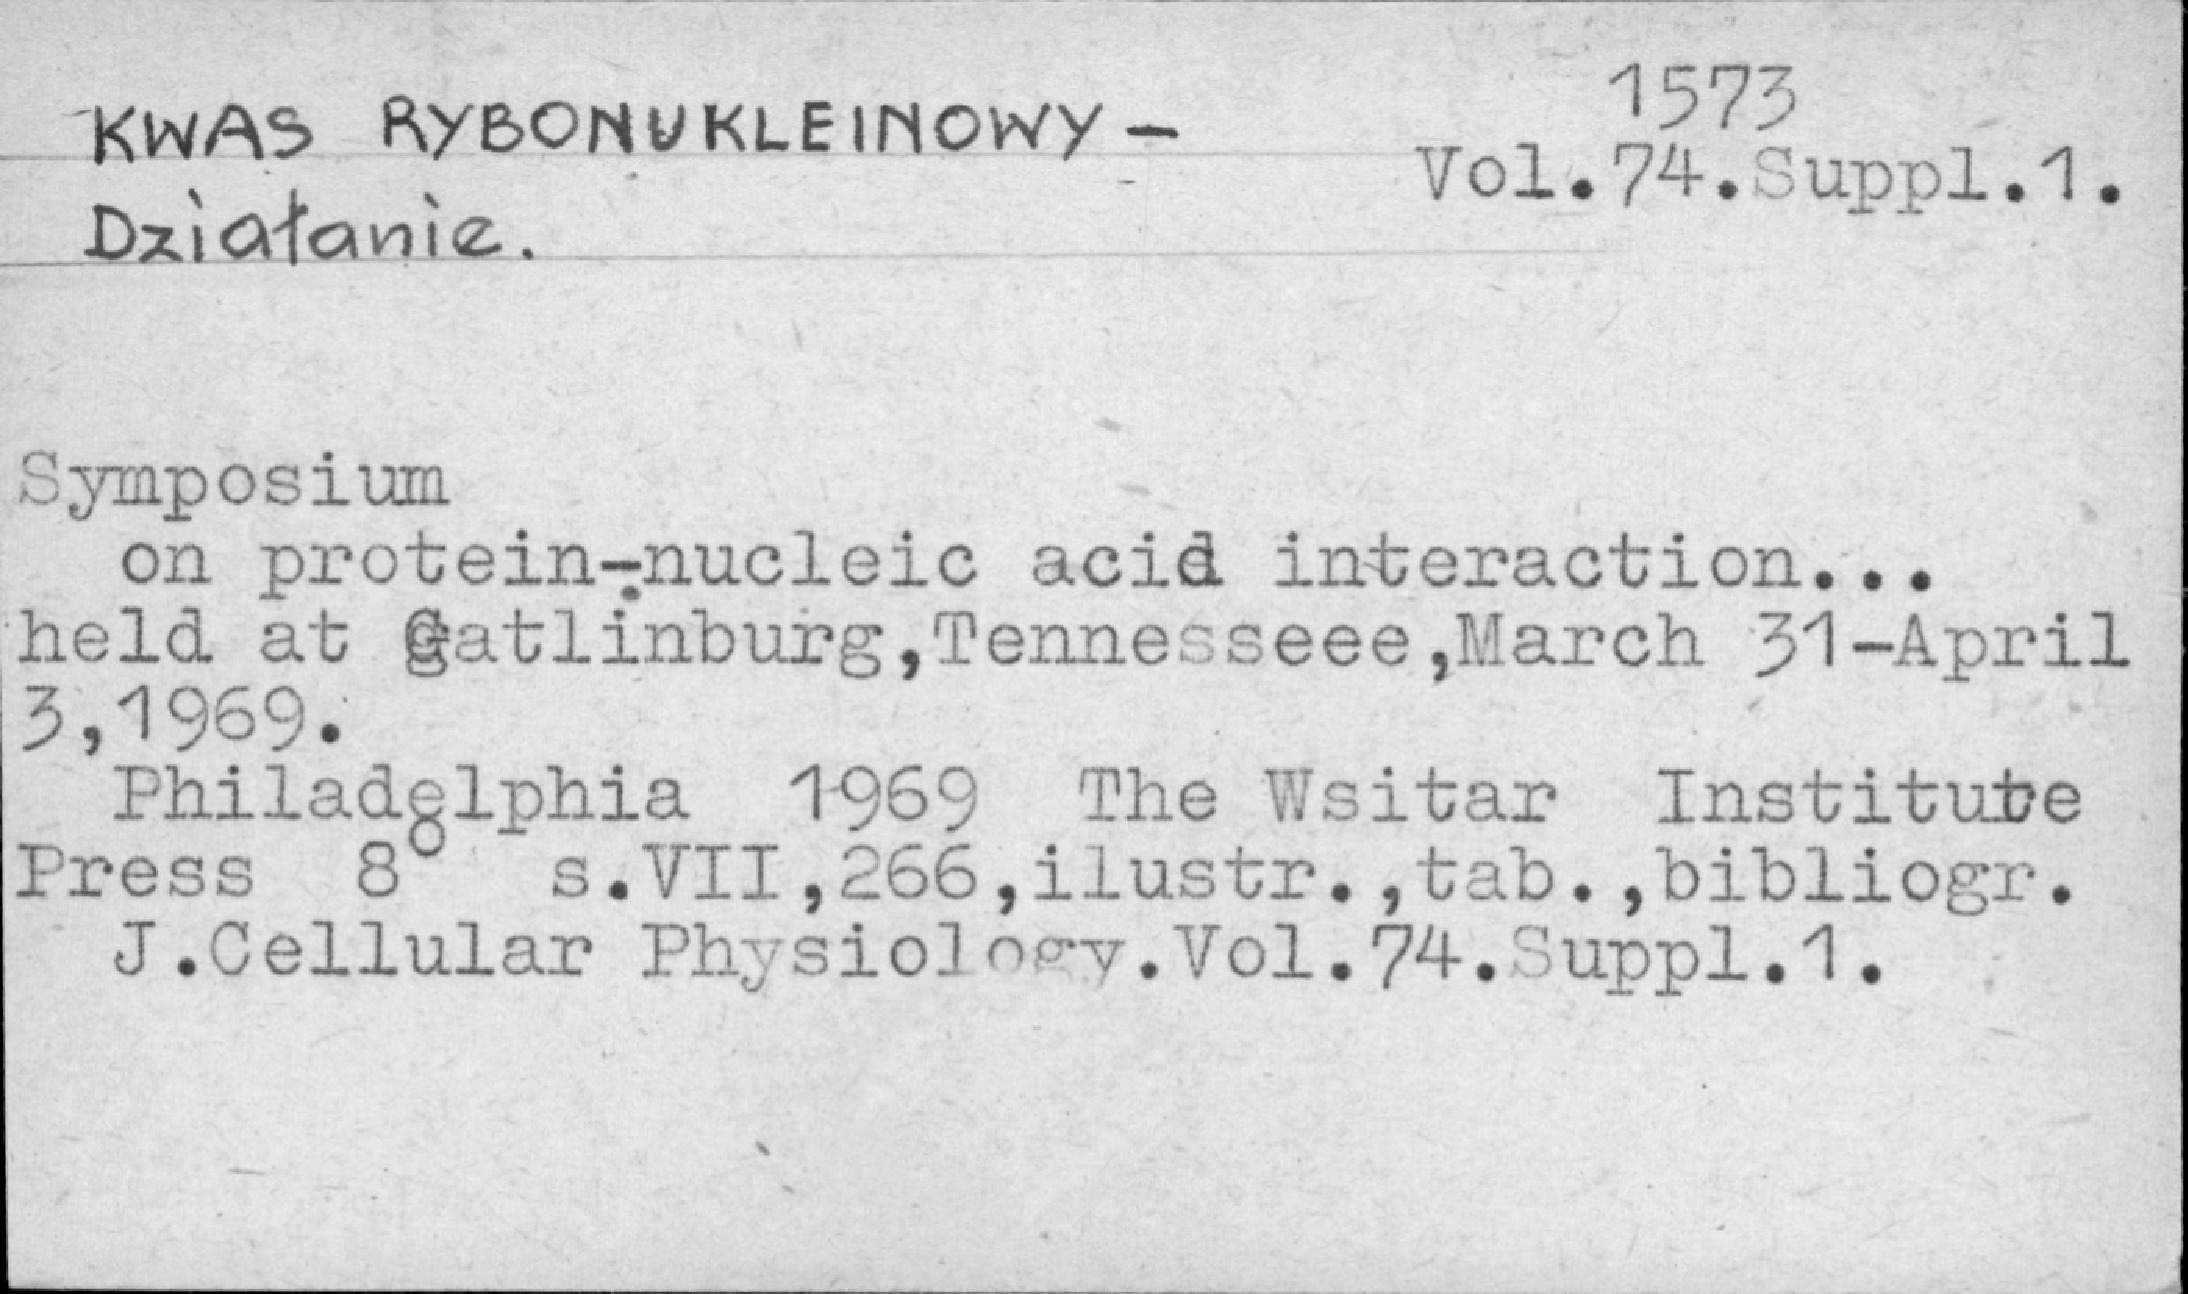 KWAS RYBONUKLEINOWY –
Działanie.
1573
Vol.74.Suppl.1.
Symposium
on protein-nucleic acid interaction...
held at Gatlinburg,Tennesseee,March 31-April
3,1969.
Philadelphia 1969 The Wsitar Institute
Press 8° s.VII,266,ilustr.,tab.,bibliogr.
J.Cellular Physiology.Vol.74.Suppl.1.